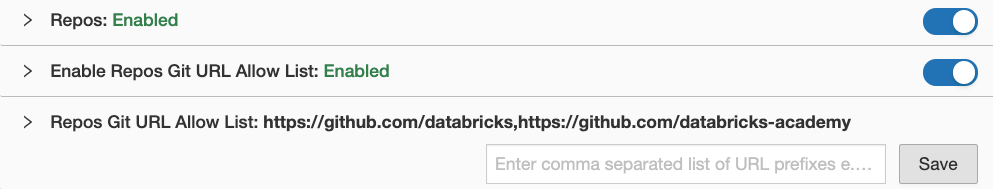 Repos: Enabled
Enable Repos Git URL Allow List: Enabled
Repos Git URL Allow List: https://github.com/databricks,https://github.com/databricks-academy
Enter comma separated list of URL prefixes e.… Save